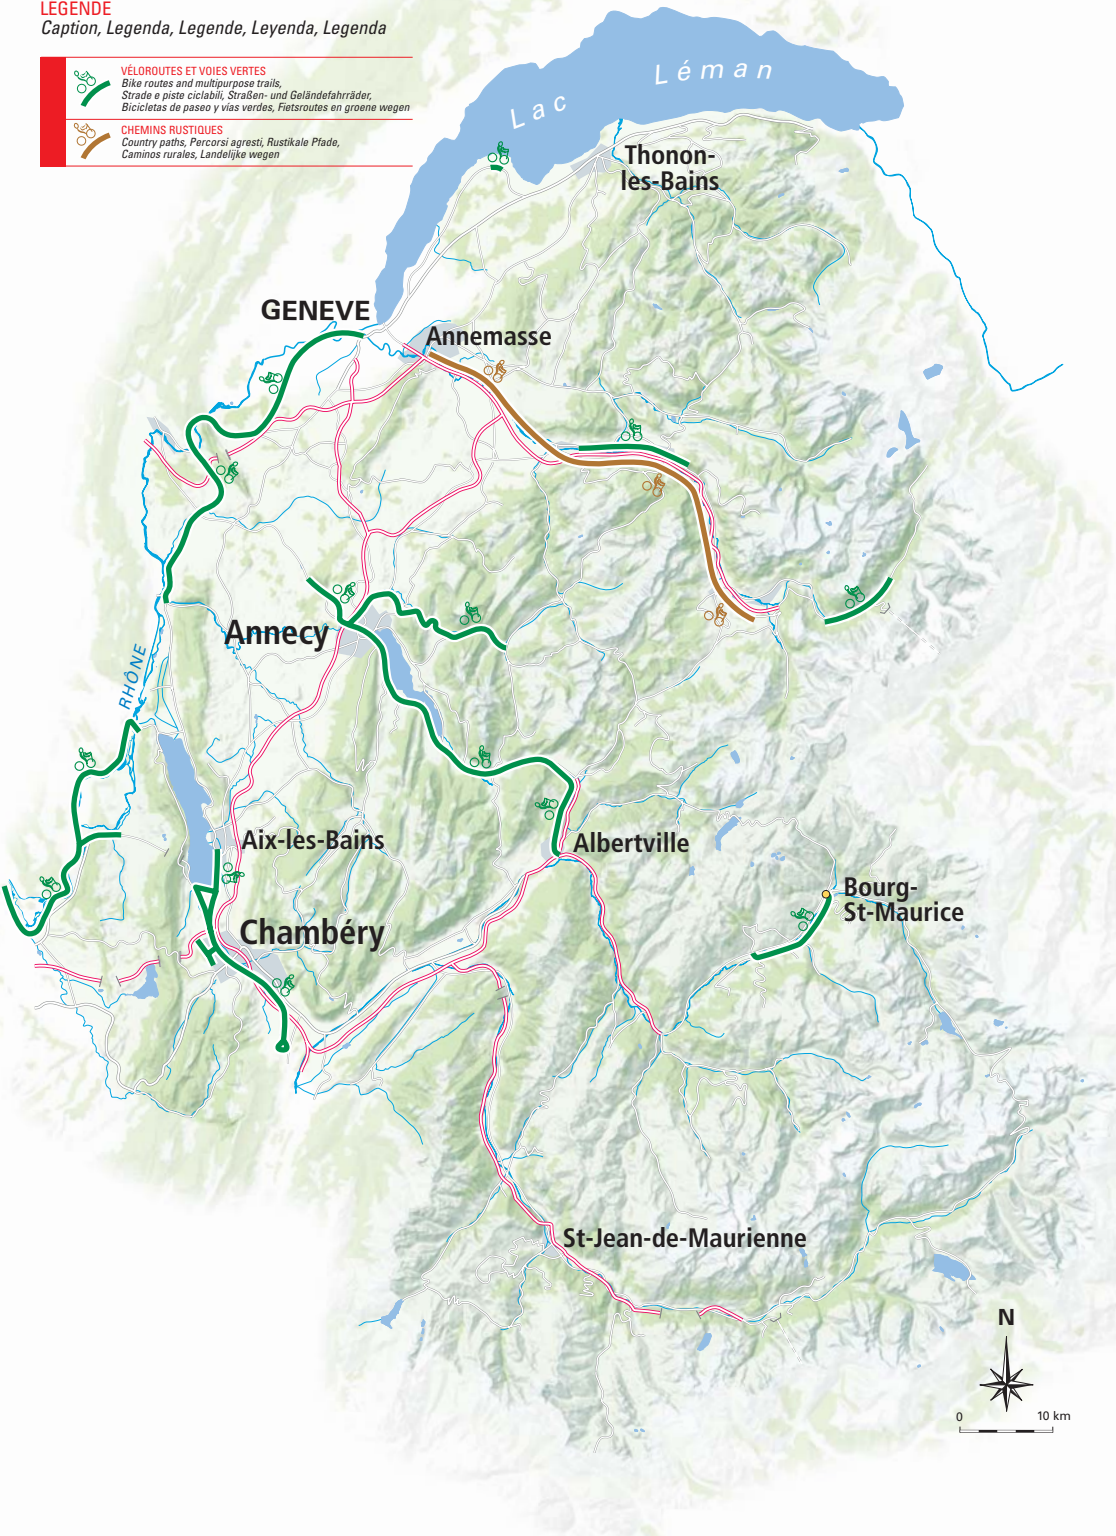 LEGENDE
Caption, Legenda, Legende, Leyenda, Legenda
VÉLOROUTES ET VOIES VERTES
Bike routes and multipurpose trails,
Strade e piste ciclabili, Straßen- und Geländefahrräder,
Bicicletas de paseo y vías verdes, Fietsroutes en groene wegen
CHEMINS RUSTIQUES
Country paths, Percorsi agresti, Rustikale Pfade,
Caminos rurales, Landelijke wegen
Lac Léman
Thonon-
les-Bains
GENEVE
Annemasse
Annecy
RHÔNE
Aix-les-Bains
Albertville
Bourg-
St-Maurice
Chambéry
St-Jean-de-Maurienne
N
0 10 km